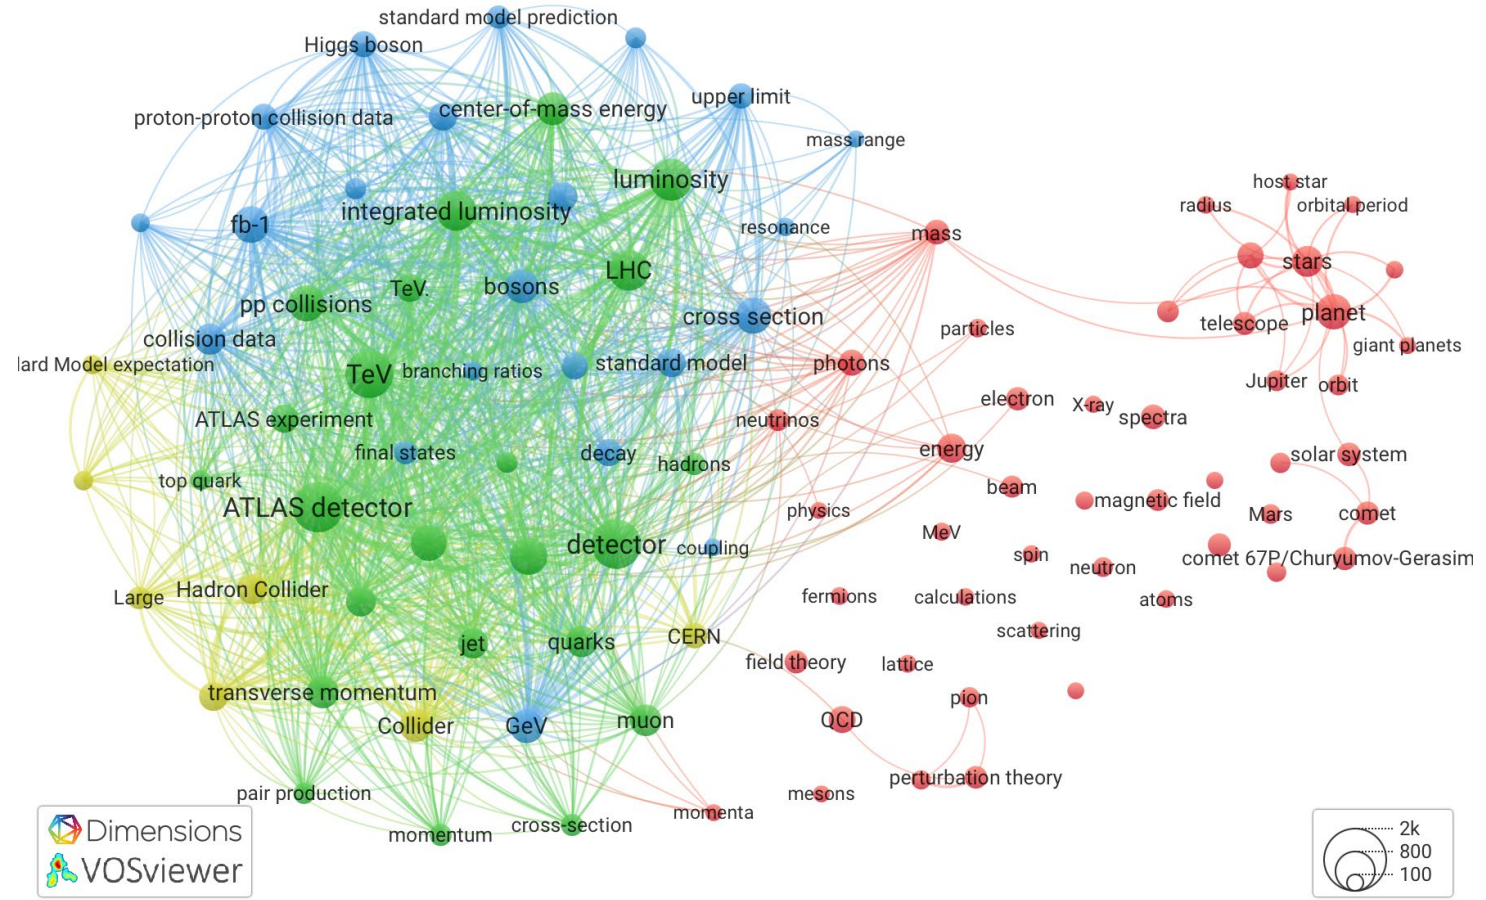 standard model prediction
Higgs boson
upper limit
center-of-mass energy
proton-proton collision data
mass range
luminosity
host star
radius
orbital period
integrated luminosity
fb-1
resonance
mass
stars
LHC
bosons
TeV.
pp collisions
planet
cross section
telescope
particles
collision data
giant planets
standard model
photons
lard Model expectation
branching ratios
TeV
Jupiter
orbit
electron
X-ray
spectra
ATLAS experiment
neutrinos
energy
final states
decay
hadrons
solar system
top quark
beam
magnetic field
ATLAS detector
physics
Mars
comet
MeV
detector
coupling
spin
comet 67P/Churyumov-Gerasim
neutron
Hadron Collider
Large
fermions
calculations
atoms
scattering
CERN
jet
quarks
field theory
lattice
transverse momentum
pion
Collider
GeV
muon
QCD
perturbation theory
pair production
mesons
momenta
cross-section
momentum
Dimensions
VOSviewer
2k
800
100